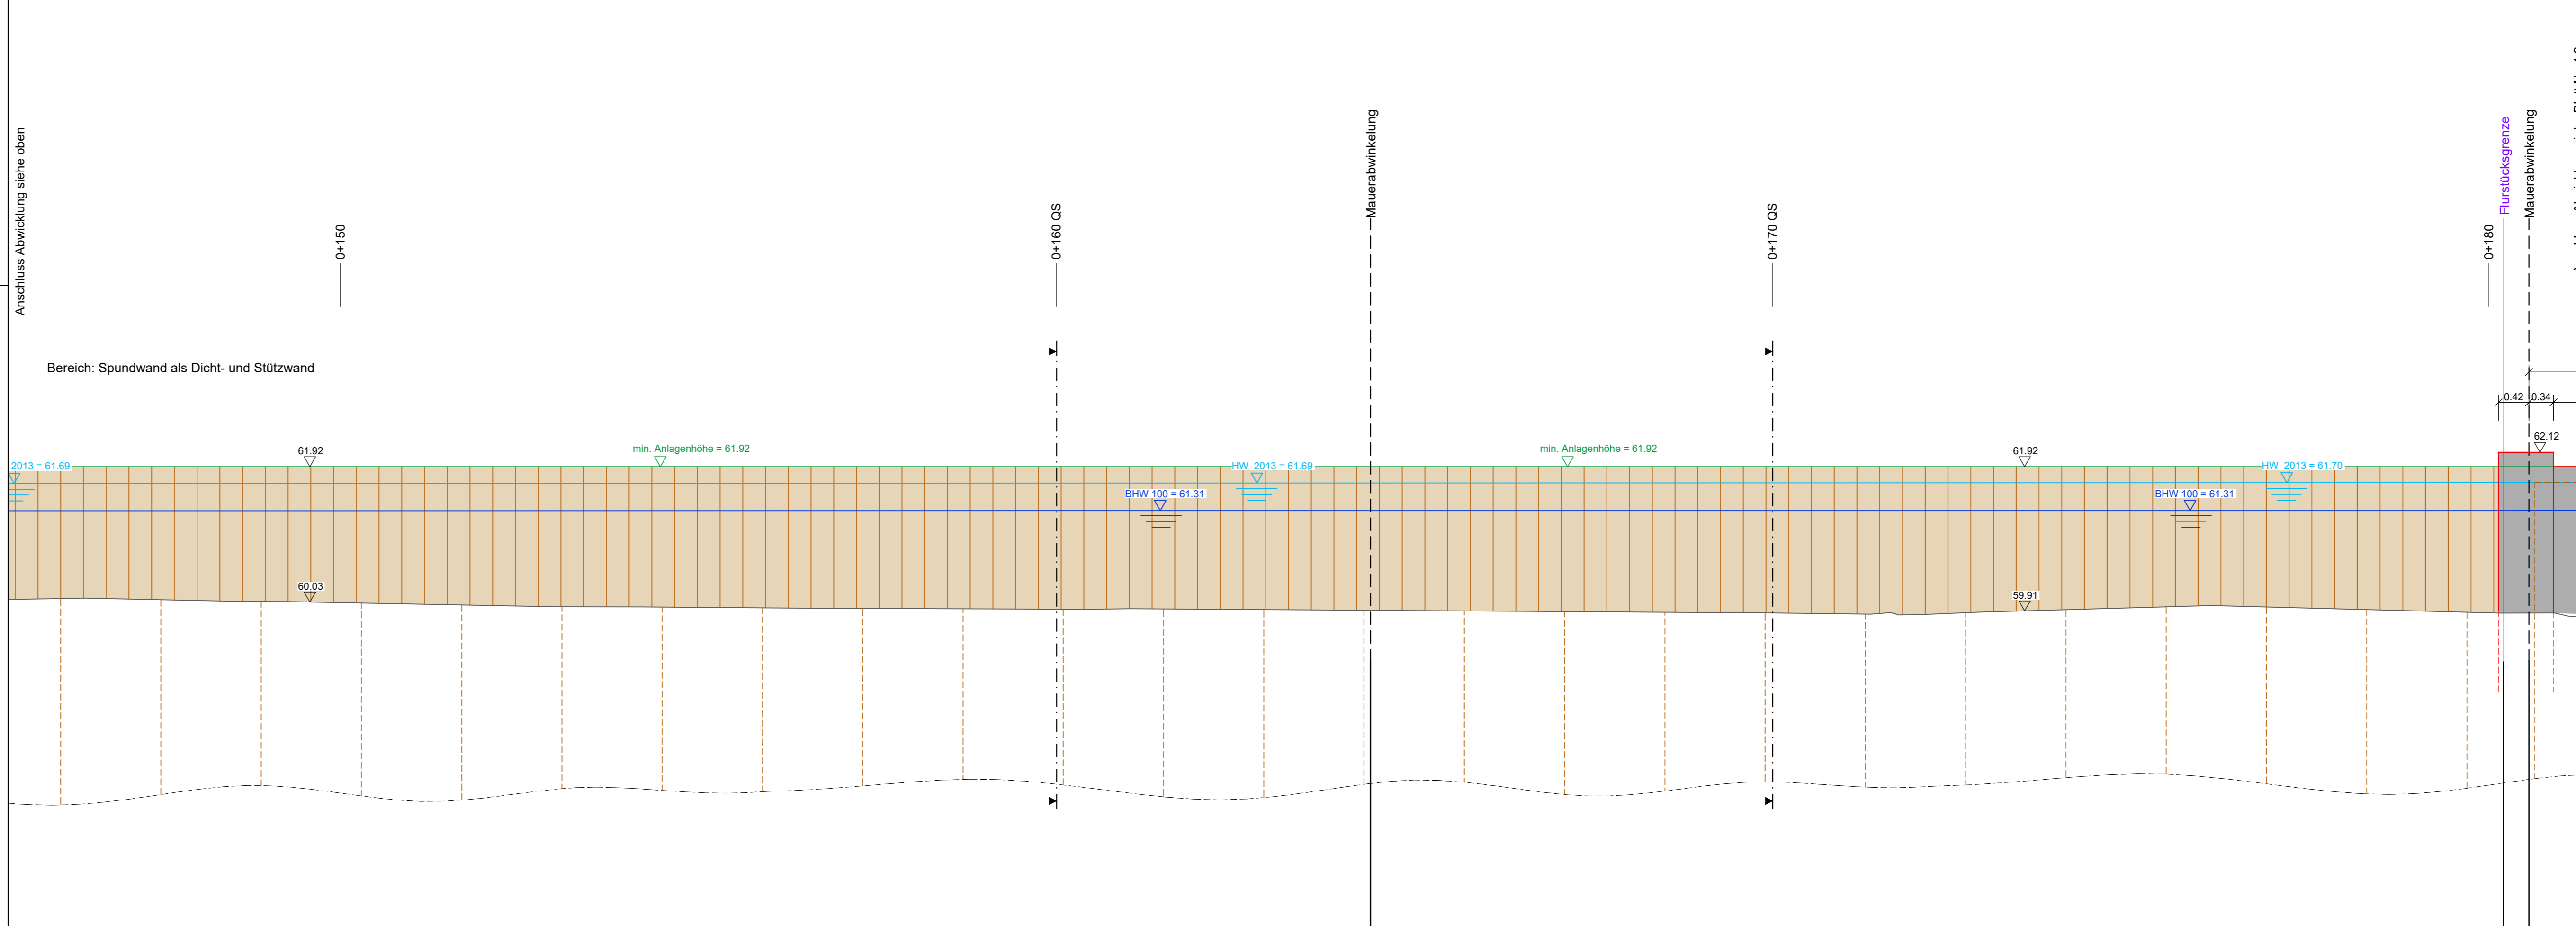 Anschluss Abwicklung siehe oben
0+150
0+160 QS
Mauerabwinkelung
0+170 QS
0+180
Flurstücksgrenze
Mauerabwinkelung
Bereich: Spundwand als Dicht- und Stützwand
0.42
0.34
62.12
2013 = 61.69
61.92
min. Anlagenhöhe = 61.92
HW 2013 = 61.69
BHW 100 = 61.31
min. Anlagenhöhe = 61.92
61.92
HW 2013 = 61.70
BHW 100 = 61.31
60.03
59.91